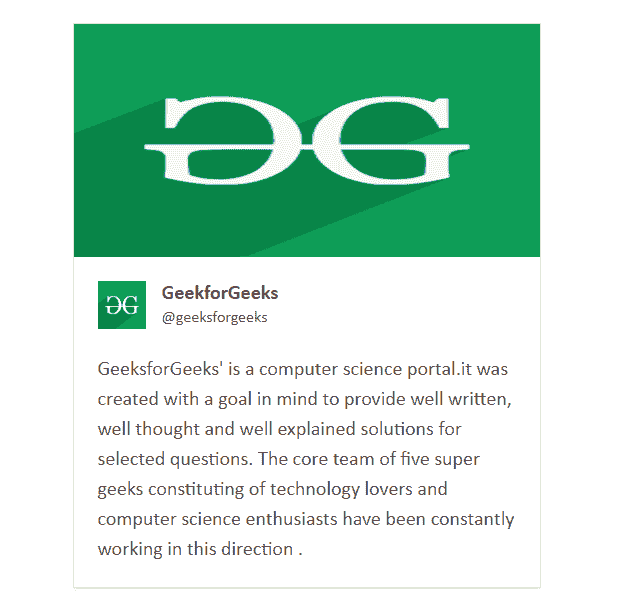 GeekforGeeks
@geeksforgeeks
GeeksforGeeks' is a computer science portal.it was
created with a goal in mind to provide well written,
well thought and well explained solutions for
selected questions. The core team of five super
geeks constituting of technology lovers and
computer science enthusiasts have been constantly
working in this direction .